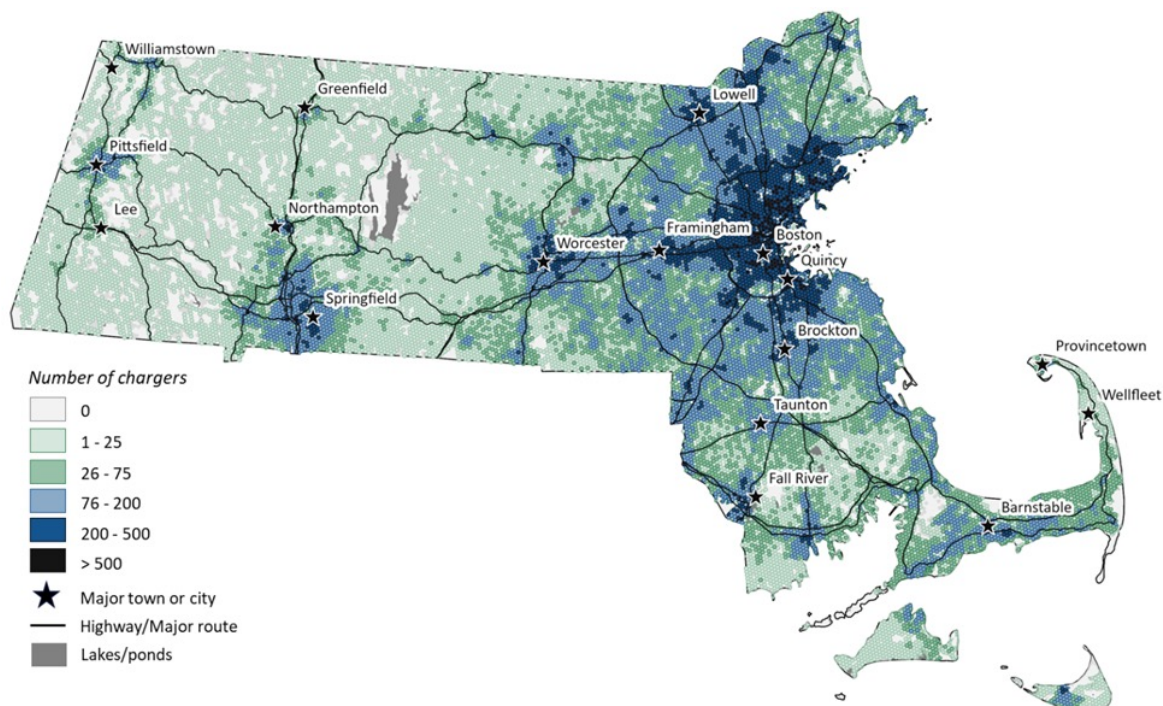 Williamstown
Greenfield
Lowell
Pittsfield
Lee
Northampton
Worcester
Framingham
Boston
Quincy
Springfield
Brockton
Provincetown
Wellfleet
Taunton
Fall River
Barnstable
Number of chargers
0
1 - 25
26 - 75
76 - 200
200 - 500
> 500
Major town or city
Highway/Major route
Lakes/ponds